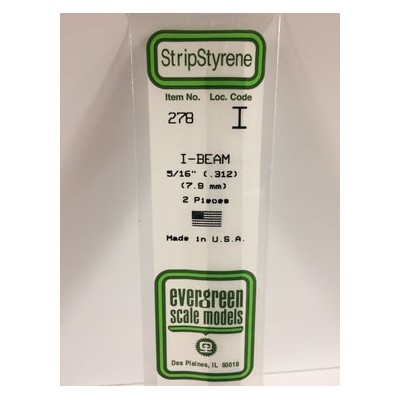 StripStyrene
Item No. Loc. Code
278 I
I-BEAM
5/16" (.312)
(7.9 mm)
2 Pieces
Made in U.S.A.
evergreen
scale models
Des Plaines, IL 60018